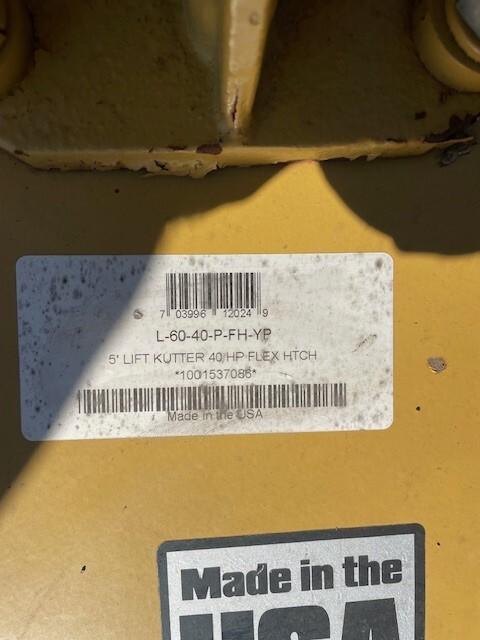 7 03996 12024 9
L-60-40-P-FH-YP
5' LIFT KUTTER 40 HP FLEX HTCH
*1001537086*
Made in the USA
Made in the
USA